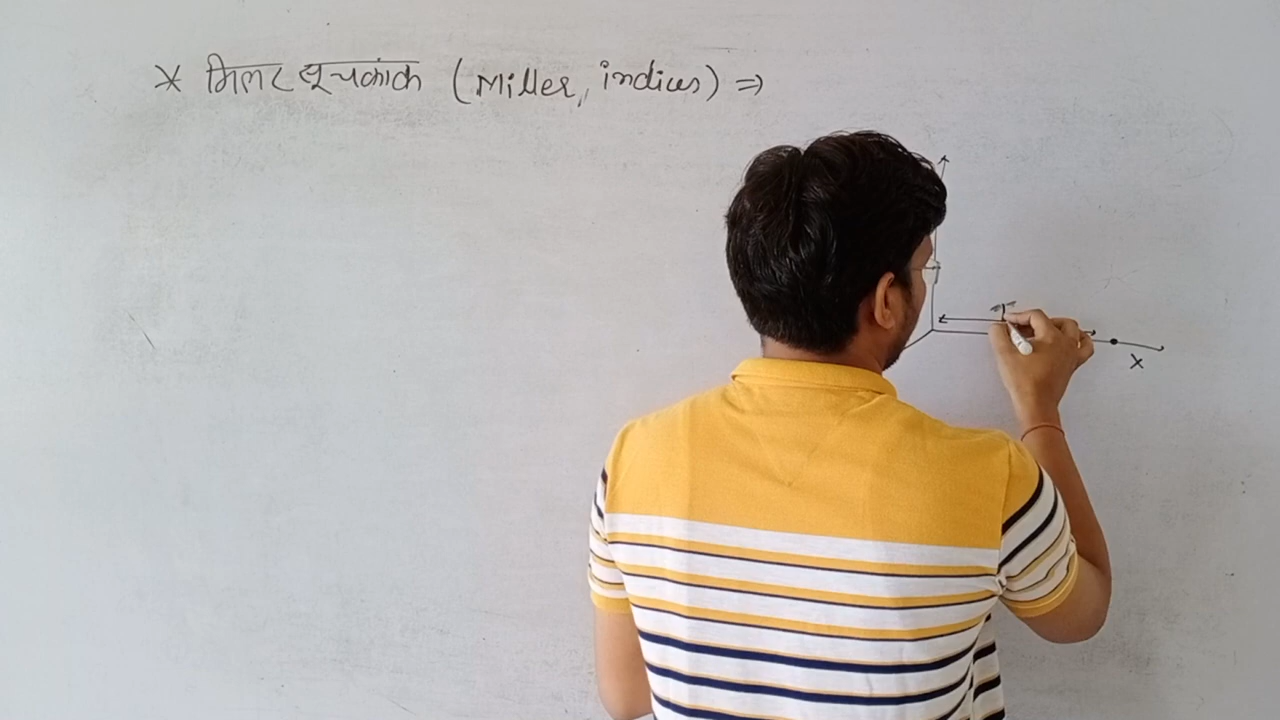 * मिलर सूचकांक (Miller, indices) ⇒
X